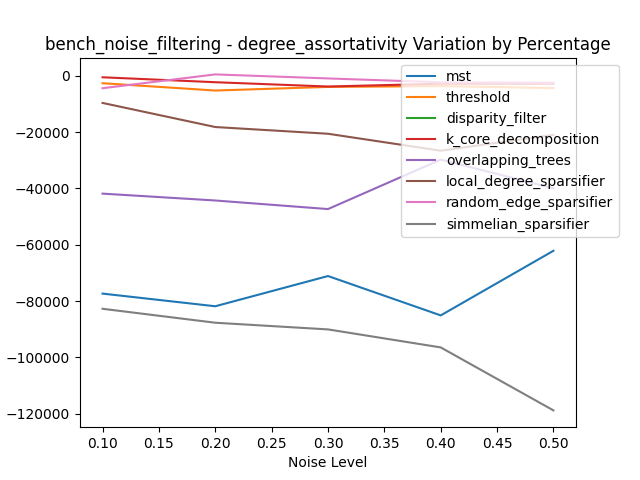 bench_noise_filtering - degree_assortativity Variation by Percentage
mst
threshold
disparity_filter
k_core_decomposition
overlapping_trees
local_degree_sparsifier
random_edge_sparsifier
simmelian_sparsifier
0
−20000
−40000
−60000
−80000
−100000
−120000
0.10 0.15 0.20 0.25 0.30 0.35 0.40 0.45 0.50
Noise Level